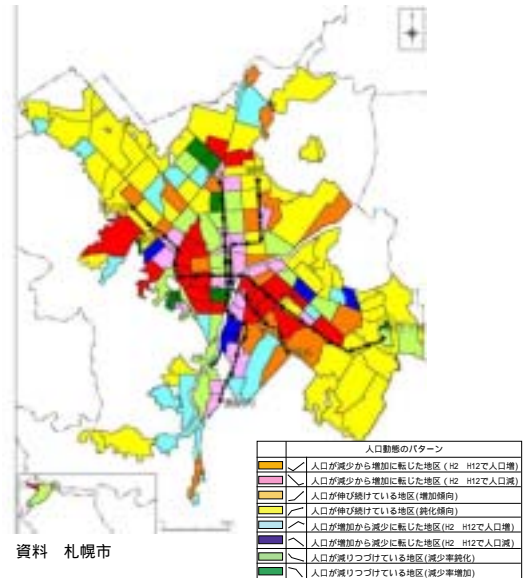 人口動態のパターン
人口が減少から増加に転じた地区(H2 H12で人口増)
人口が減少から増加に転じた地区(H2 H12で人口減)
人口が伸び続けている地区(増加傾向)
人口が伸び続けている地区(鈍化傾向)
人口が増加から減少に転じた地区(H2 H12で人口増)
人口が増加から減少に転じた地区(H2 H12で人口減)
人口が減りつづけている地区(減少率鈍化)
人口が減りつづけている地区(減少率増加)
資料 札幌市